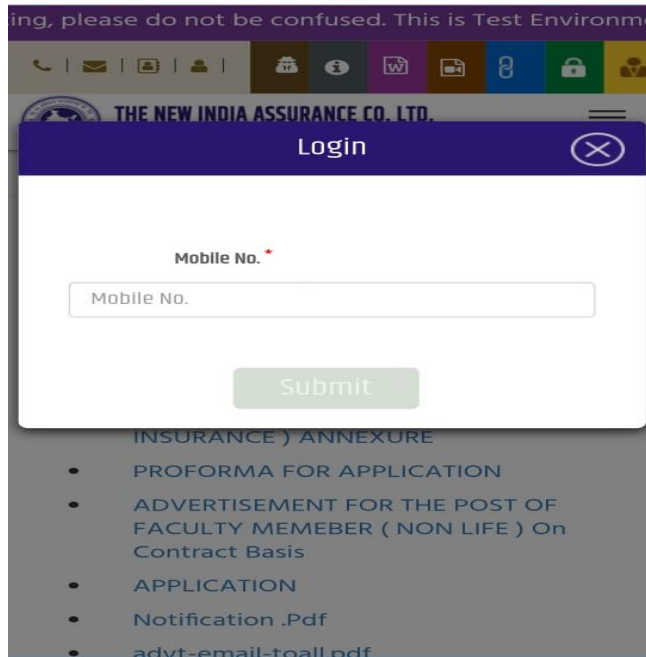 ing, please do not be confused. This is Test Environme
THE NEW INDIA ASSURANCE CO. LTD.
Login
Mobile No. *
Mobile No.
Submit
INSURANCE ) ANNEXURE
PROFORMA FOR APPLICATION
ADVERTISEMENT FOR THE POST OF
FACULTY MEMEBER ( NON LIFE ) On
Contract Basis
APPLICATION
Notification .Pdf
advt-email-toall.pdf